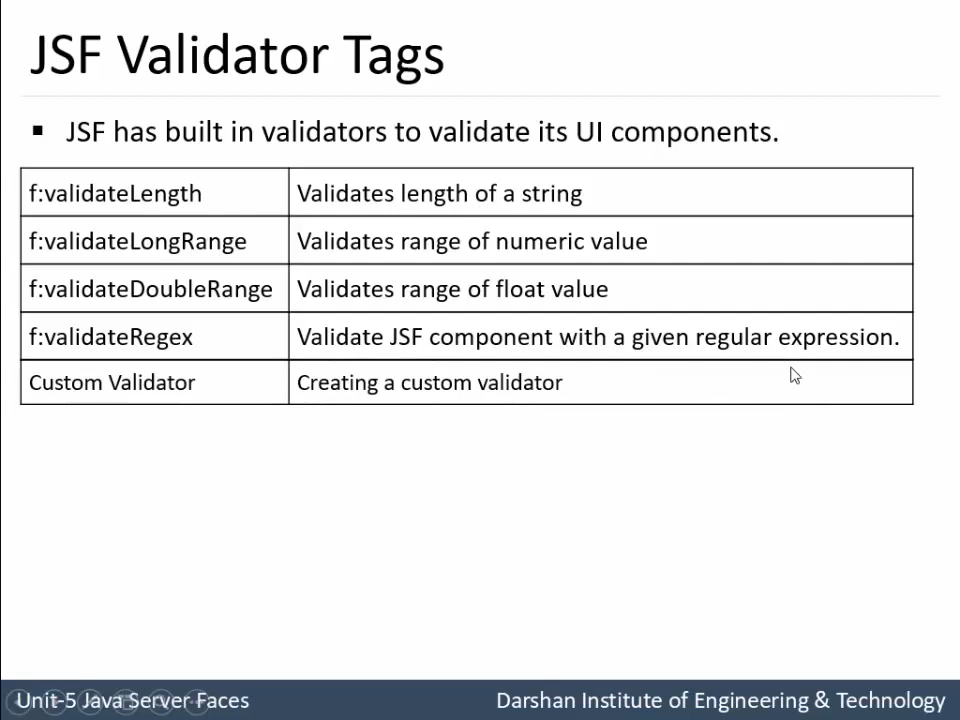 JSF Validator Tags
▪ JSF has built in validators to validate its UI components.
f:validateLength Validates length of a string
f:validateLongRange Validates range of numeric value
f:validateDoubleRange Validates range of float value
f:validateRegex Validate JSF component with a given regular expression.
Custom Validator Creating a custom validator
Unit-5 Java Server Faces Darshan Institute of Engineering & Technology